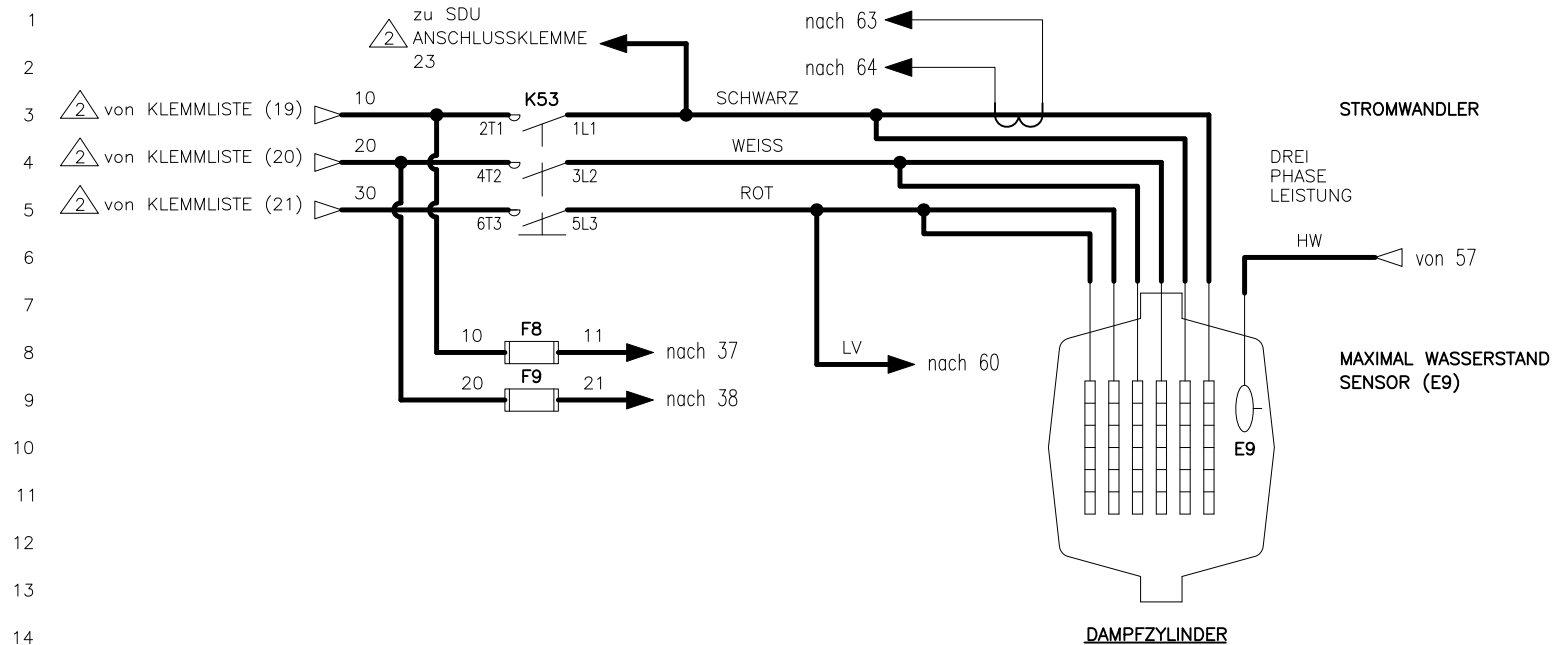 1
zu SDU
nach 63
2 ANSCHLUSSKLEMME
23
2
nach 64
3
2 von KLEMMLISTE (19)
10
K53
2T1
1L1
SCHWARZ
STROMWANDLER
4
2 von KLEMMLISTE (20)
20
4T2
3L2
WEISS
DREI
PHASE
LEISTUNG
5
2 von KLEMMLISTE (21)
30
6T3
5L3
ROT
6
HW
von 57
7
8
10
F8
11
nach 37
LV
nach 60
MAXIMAL WASSERSTAND
SENSOR (E9)
9
20
F9
21
nach 38
10
E9
11
12
13
14
DAMPFZYLINDER